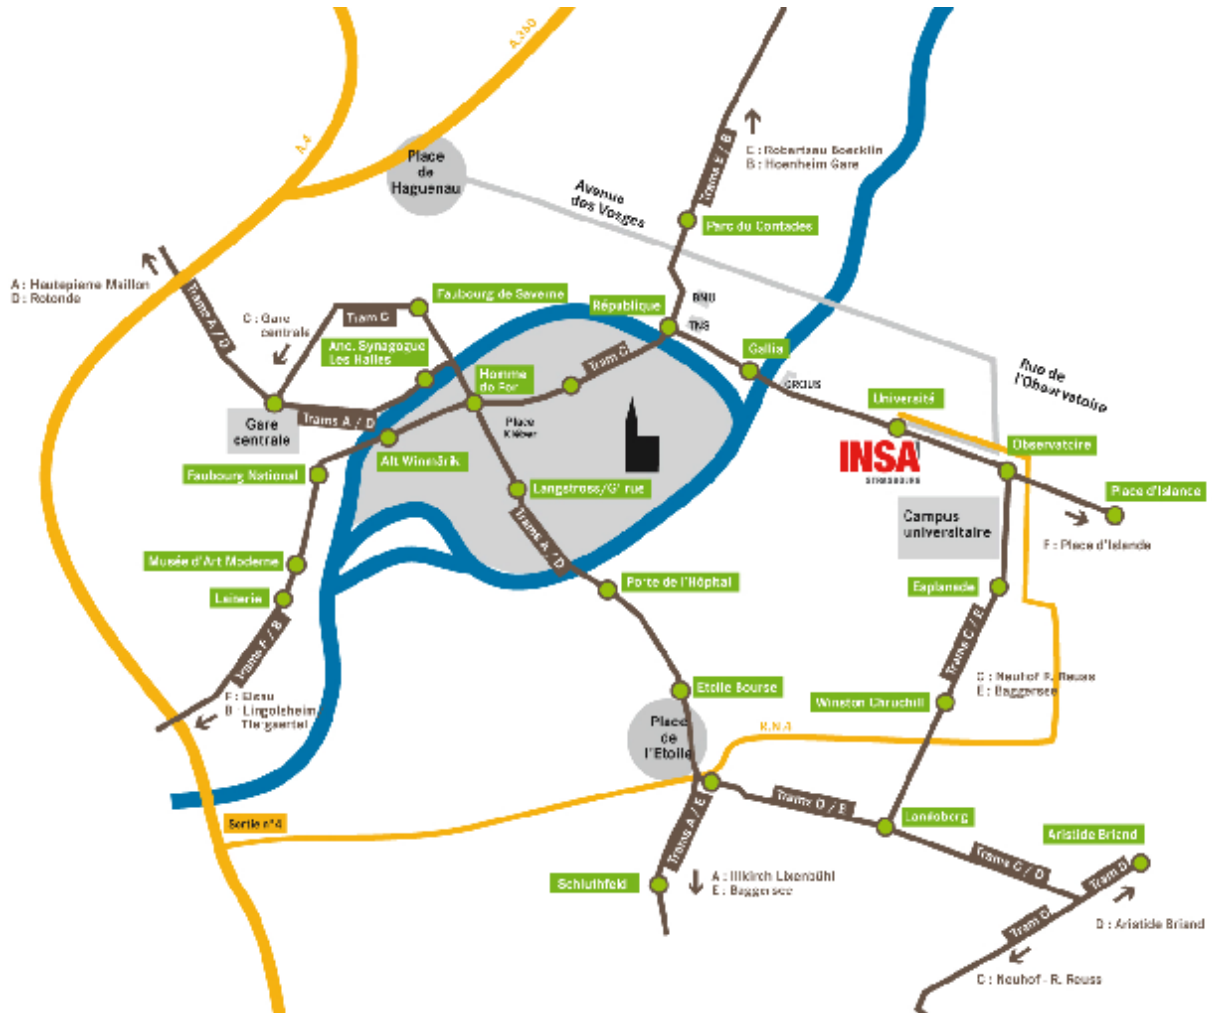 A.4
A.350
Place
de
Haguenau
Avenue
des Vosges
Trams E / B
E : Robertsau Boecklin
B : Hoenheim Gare
Parc du Contades
A : Hautepierre Maillon
D : Rotonde
Trams A / D
C : Gare
centrale
Tram C
Faubourg de Saverne
République
BNU
TNS
Anc. Synagogue
Les Halles
Homme
de Fer
Tram C
Gallia
CROUS
Rue de
l'Observatoire
Gare
centrale
Trams A / D
Place
Kléber
Université
Observatoire
Alt Winmärik
INSA
STRASBOURG
Faubourg National
Langstross/G' rue
Place d'Islande
Campus
universitaire
F : Place d'Islande
Trams A / D
Musée d'Art Moderne
Laiterie
Porte de l'Hôpital
Esplanade
Trams F / B
Trams C / E
F : Elsau
B : Lingolsheim
Tiergaertel
Etoile Bourse
C : Neuhof R. Reuss
E : Baggersee
Winston Chruchill
Place
de
l'Etoile
R.N.4
Trams D / E
Sortie n°4
Trams A / E
Landsberg
Aristide Briand
Trams C / D
Tram D
Schluthfeld
A : Illkirch Lixenbühl
E : Baggersee
Tram C
D : Aristide Briand
C : Neuhof - R. Reuss